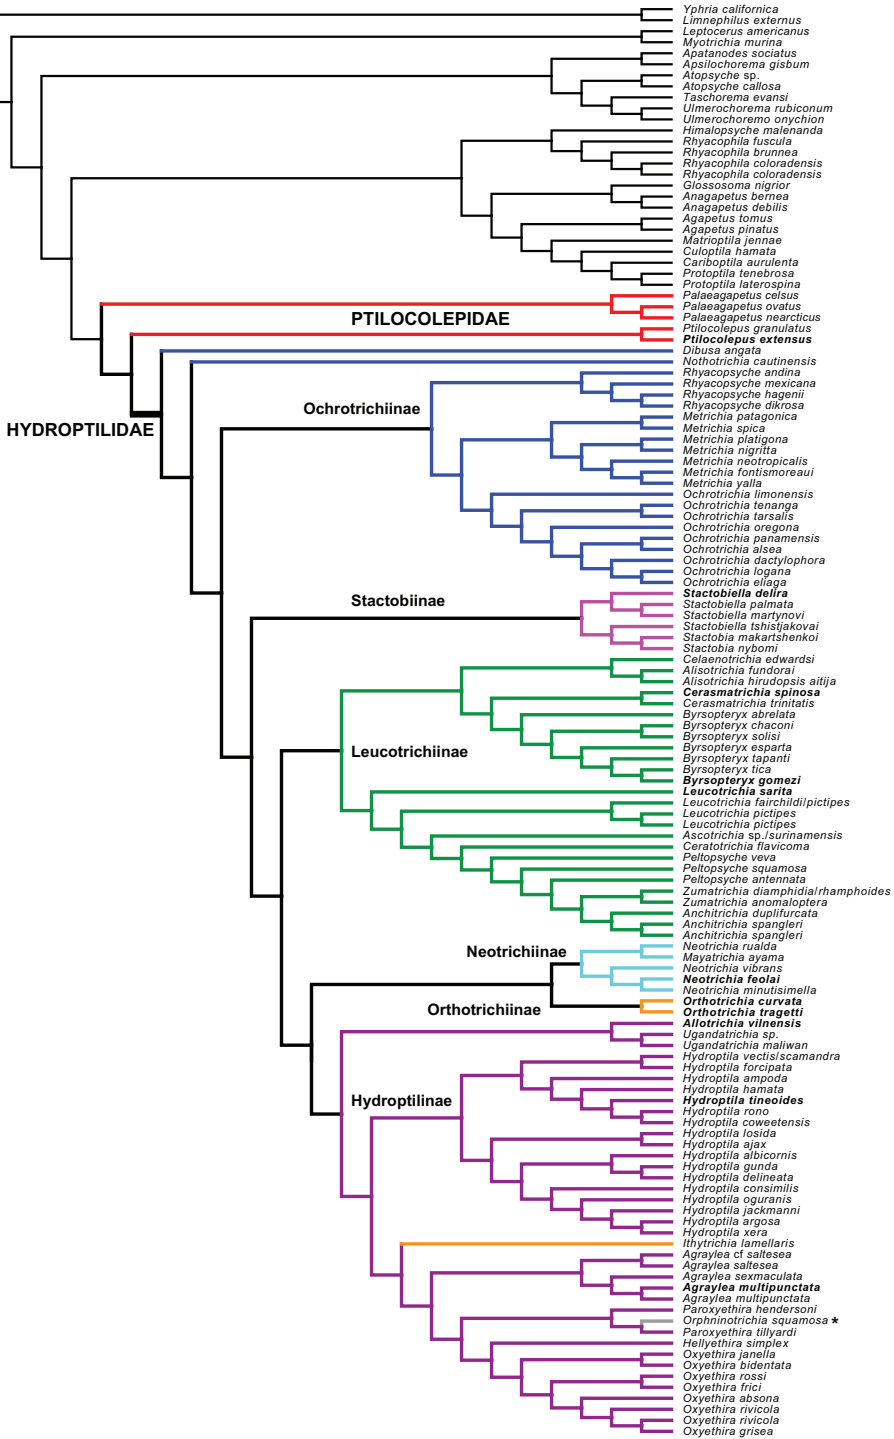 Yphria californica
Limnephilus externus
Leptocerus americanus
Myotrichia murina
Apatanodes sociatus
Apsilochorema gisbum
Atopsyche sp.
Atopsyche callosa
Taschorema evansi
Ulmerochorema rubiconum
Ulmerochoremo onychion
Himalopsyche malenanda
Rhyacophila fuscula
Rhyacophila brunnea
Rhyacophila coloradensis
Rhyacophila coloradensis
Glossosoma nigrior
Anagapetus bernea
Anagapetus debilis
Agapetus tomus
Agapetus pinatus
Matrioptila jennae
Culoptila hamata
Cariboptila aurulenta
Protoptila tenebrosa
Protoptila laterospina
Palaeagapetus celsus
Palaeagapetus ovatus
PTILOCOLEPIDAE
Palaeagapetus nearcticus
Ptilocolepus granulatus
Ptilocolepus extensus
Dibusa angata
Nothotrichia cautinensis
Rhyacopsyche andina
Rhyacopsyche mexicana
Rhyacopsyche hagenii
Ochrotrichiinae
Rhyacopsyche dikrosa
Metrichia patagonica
HYDROPTILIDAE
Metrichia spica
Metrichia platigona
Metrichia nigritta
Metrichia neotropicalis
Metrichia fontismoreaui
Metrichia yalla
Ochrotrichia limonensis
Ochrotrichia tenanga
Ochrotrichia tarsalis
Ochrotrichia oregona
Ochrotrichia panamensis
Ochrotrichia alsea
Ochrotrichia dactylophora
Ochrotrichia logana
Ochrotrichia eliaga
Stactobiella delira
Stactobiinae
Stactobiella palmata
Stactobiella martynovi
Stactobiella tshistjakovai
Stactobia makartshenkoi
Stactobia nybomi
Celaenotrichia edwardsi
Alisotrichia fundorai
Alisotrichia hirudopsis aitija
Cerasmatrichia spinosa
Cerasmatrichia trinitatis
Byrsopteryx abrelata
Byrsopteryx chaconi
Byrsopteryx solisi
Leucotrichiinae
Byrsopteryx esparta
Byrsopteryx tapanti
Byrsopteryx tica
Byrsopteryx gomezi
Leucotrichia sarita
Leucotrichia fairchildi/pictipes
Leucotrichia pictipes
Leucotrichia pictipes
Ascotrichia sp./surinamensis
Ceratotrichia flavicoma
Peltopsyche veva
Peltopsyche squamosa
Peltopsyche antennata
Zumatrichia diamphidia/rhamphoides
Zumatrichia anomaloptera
Anchitrichia duplifurcata
Anchitrichia spangleri
Anchitrichia spangleri
Neotrichia rualda
Neotrichiinae
Mayatrichia ayama
Neotrichia vibrans
Neotrichia feolai
Neotrichia minutisimella
Orthotrichia curvata
Orthotrichiinae
Orthotrichia tragetti
Allotrichia vilnensis
Ugandatrichia sp.
Ugandatrichia maliwan
Hydroptila vectis/scamandra
Hydroptila forcipata
Hydroptila ampoda
Hydroptila hamata
Hydroptilinae
Hydroptila tineoides
Hydroptila rono
Hydroptila coweetensis
Hydroptila losida
Hydroptila ajax
Hydroptila albicornis
Hydroptila gunda
Hydroptila delineata
Hydroptila consimilis
Hydroptila oguranis
Hydroptila jackmanni
Hydroptila argosa
Hydroptila xera
Ithytrichia lamellaris
Agraylea cf saltesea
Agraylea saltesea
Agraylea sexmaculata
Agraylea multipunctata
Agraylea multipunctata
Paroxyethira hendersoni
Orphninotrichia squamosa *
Paroxyethira tillyardi
Hellyethira simplex
Oxyethira janella
Oxyethira bidentata
Oxyethira rossi
Oxyethira frici
Oxyethira absona
Oxyethira rivicola
Oxyethira rivicola
Oxyethira grisea